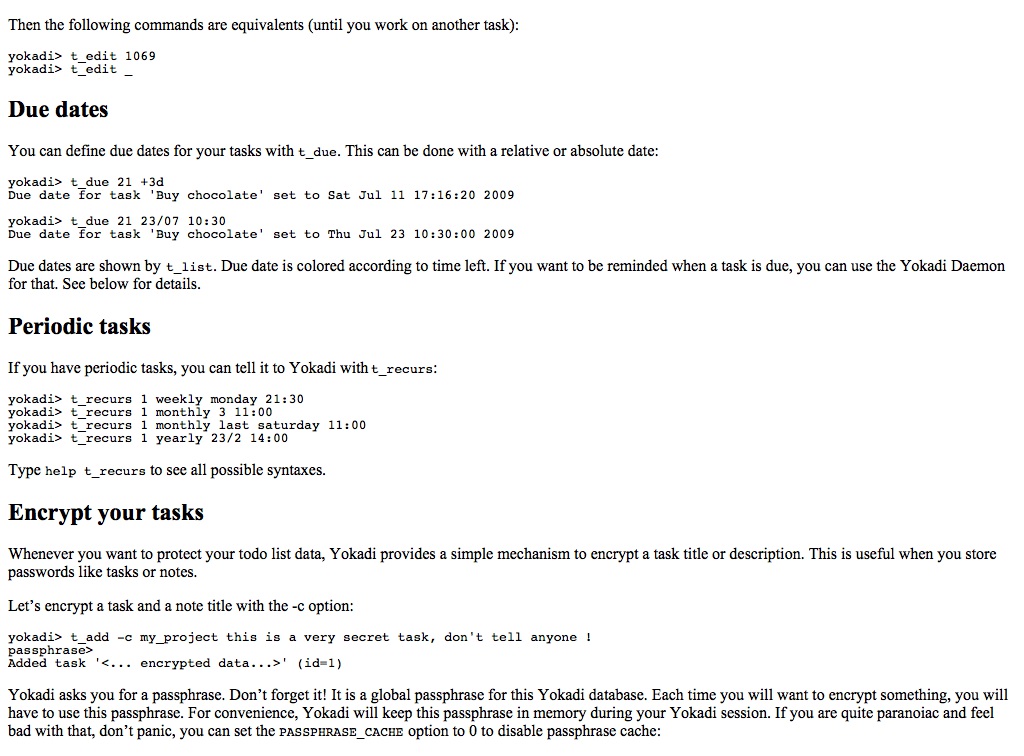 Then the following commands are equivalents (until you work on another task):
yokadi> t_edit 1069
yokadi> t_edit _
Due dates
You can define due dates for your tasks with t_due. This can be done with a relative or absolute date:
yokadi> t_due 21 +3d
Due date for task 'Buy chocolate' set to Sat Jul 11 17:16:20 2009
yokadi> t_due 21 23/07 10:30
Due date for task 'Buy chocolate' set to Thu Jul 23 10:30:00 2009
Due dates are shown by t_list. Due date is colored according to time left. If you want to be reminded when a task is due, you can use the Yokadi Daemon
for that. See below for details.
Periodic tasks
If you have periodic tasks, you can tell it to Yokadi with t_recurs:
yokadi> t_recurs 1 weekly monday 21:30
yokadi> t_recurs 1 monthly 3 11:00
yokadi> t_recurs 1 monthly last saturday 11:00
yokadi> t_recurs 1 yearly 23/2 14:00
Type help t_recurs to see all possible syntaxes.
Encrypt your tasks
Whenever you want to protect your todo list data, Yokadi provides a simple mechanism to encrypt a task title or description. This is useful when you store
passwords like tasks or notes.
Let’s encrypt a task and a note title with the -c option:
yokadi> t_add -c my_project this is a very secret task, don't tell anyone !
passphrase>
Added task '<... encrypted data...>' (id=1)
Yokadi asks you for a passphrase. Don’t forget it! It is a global passphrase for this Yokadi database. Each time you will want to encrypt something, you will
have to use this passphrase. For convenience, Yokadi will keep this passphrase in memory during your Yokadi session. If you are quite paranoiac and feel
bad with that, don’t panic, you can set the PASSPHRASE_CACHE option to 0 to disable passphrase cache: